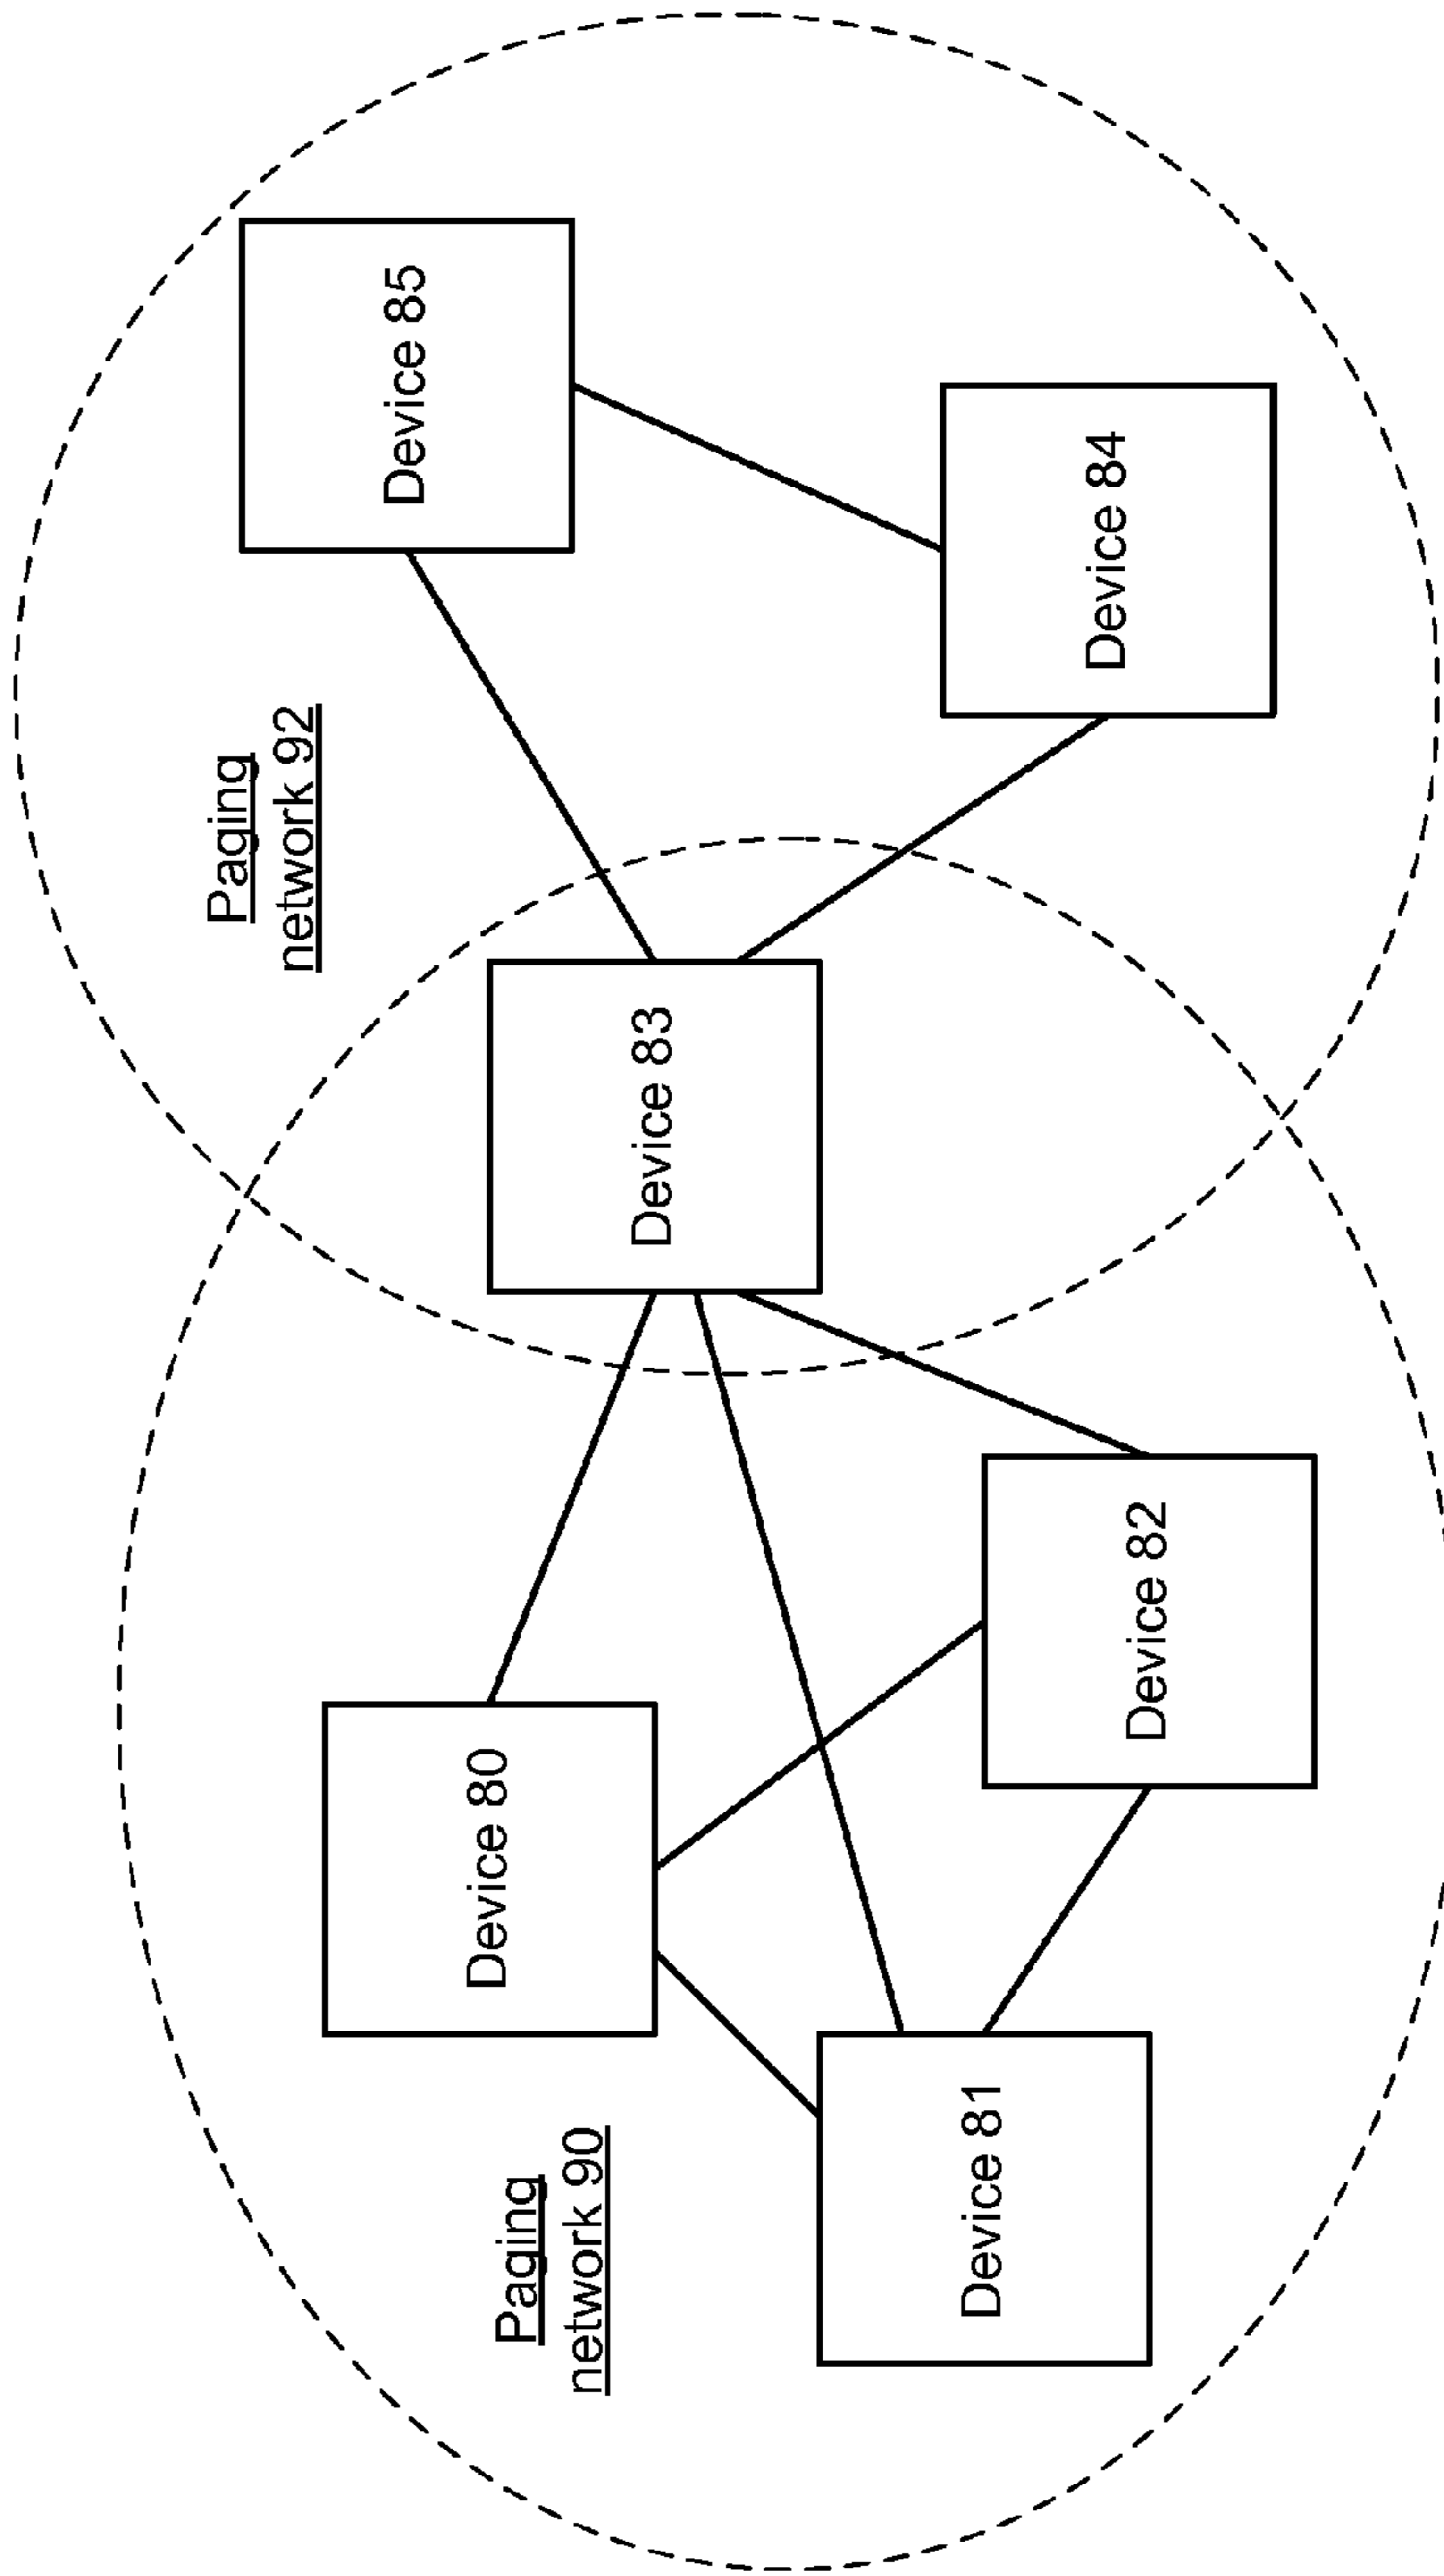 Paging
network 90
Device 81
Device 80
Device 82
Device 83
Paging
network 92
Device 85
Device 84